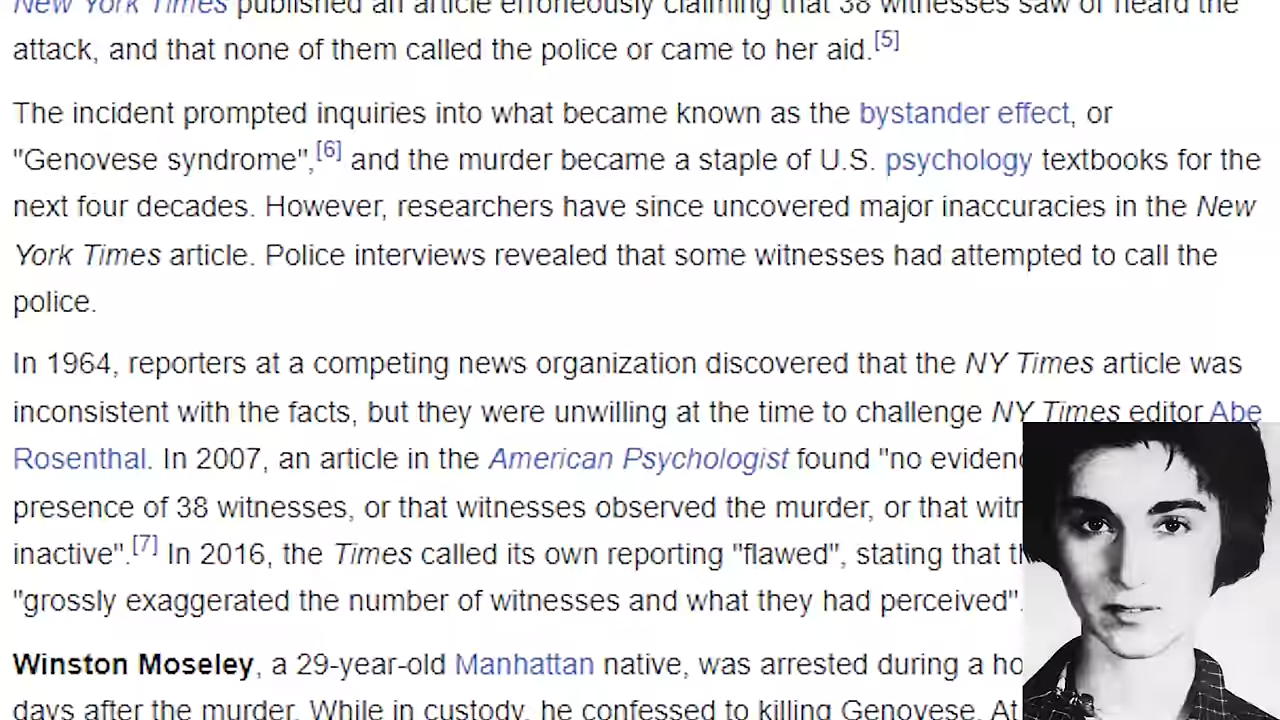 New York Times published an article erroneously claiming that 38 witnesses saw or heard the
attack, and that none of them called the police or came to her aid.[5]
The incident prompted inquiries into what became known as the bystander effect, or
"Genovese syndrome",[6] and the murder became a staple of U.S. psychology textbooks for the
next four decades. However, researchers have since uncovered major inaccuracies in the New
York Times article. Police interviews revealed that some witnesses had attempted to call the
police.
In 1964, reporters at a competing news organization discovered that the NY Times article was
inconsistent with the facts, but they were unwilling at the time to challenge NY Times editor Abe
Rosenthal. In 2007, an article in the American Psychologist found "no
presence of 38 witnesses, or that witnesses observed the murder, or that
inactive".[7] In 2016, the Times called its own reporting "flawed", stating that
"grossly exaggerated the number of witnesses and what they had perceived".
Winston Moseley, a 29-year-old Manhattan native, was arrested during a
days after the murder. While in custody, he confessed to killing Genovese. At